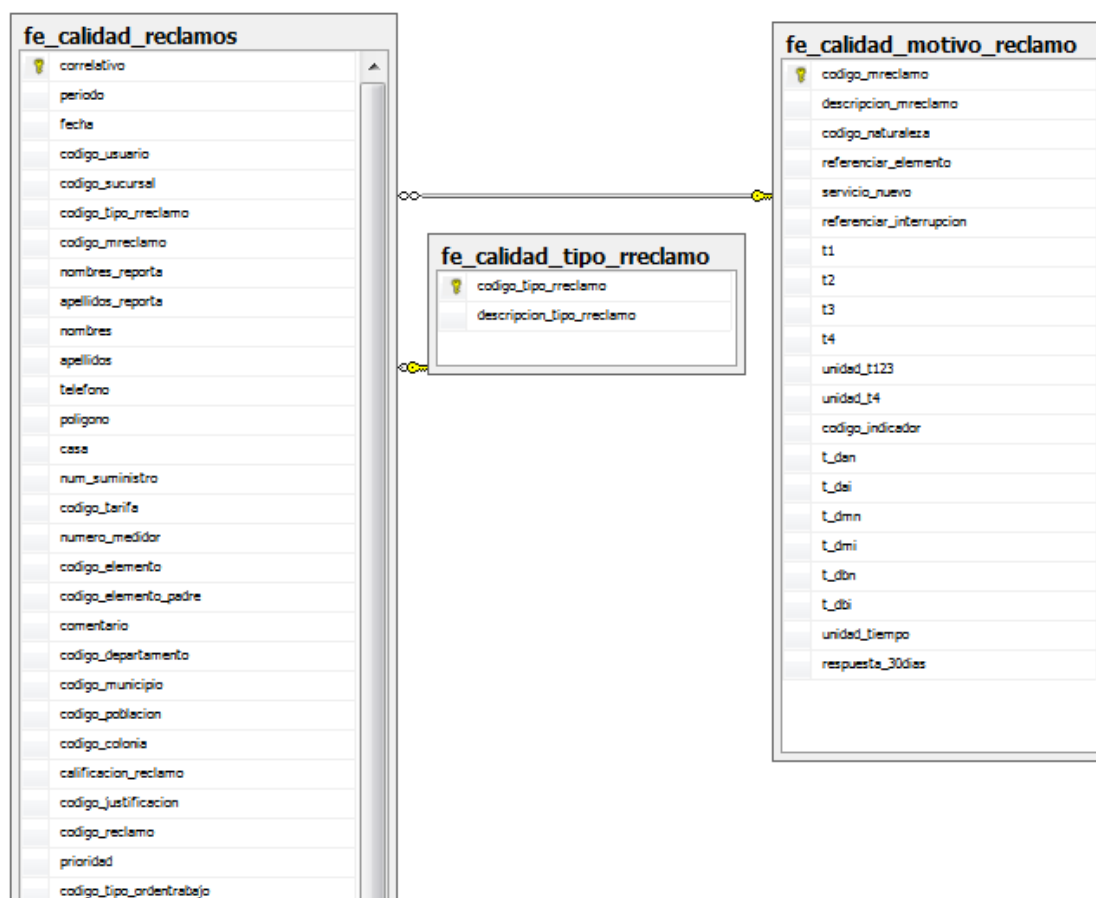 fe_calidad_reclamos
correlativo
periodo
fecha
codigo_usuario
codigo_sucursal
codigo_tipo_rreclamo
codigo_mreclamo
nombres_reporta
apellidos_reporta
nombres
apellidos
telefono
poligono
casa
num_suministro
codigo_tarifa
numero_medidor
codigo_elemento
codigo_elemento_padre
comentario
codigo_departamento
codigo_municipio
codigo_poblacion
codigo_colonia
calificacion_reclamo
codigo_justificacion
codigo_reclamo
prioridad
codigo_tipo_ordentrabajo
fe_calidad_tipo_rreclamo
codigo_tipo_rreclamo
descripcion_tipo_rreclamo
fe_calidad_motivo_reclamo
codigo_mreclamo
descripcion_mreclamo
codigo_naturaleza
referenciar_elemento
servicio_nuevo
referenciar_interrupcion
t1
t2
t3
t4
unidad_t123
unidad_t4
codigo_indicador
t_dan
t_dai
t_dmn
t_dmi
t_dbn
t_dbi
unidad_tiempo
respuesta_30dias